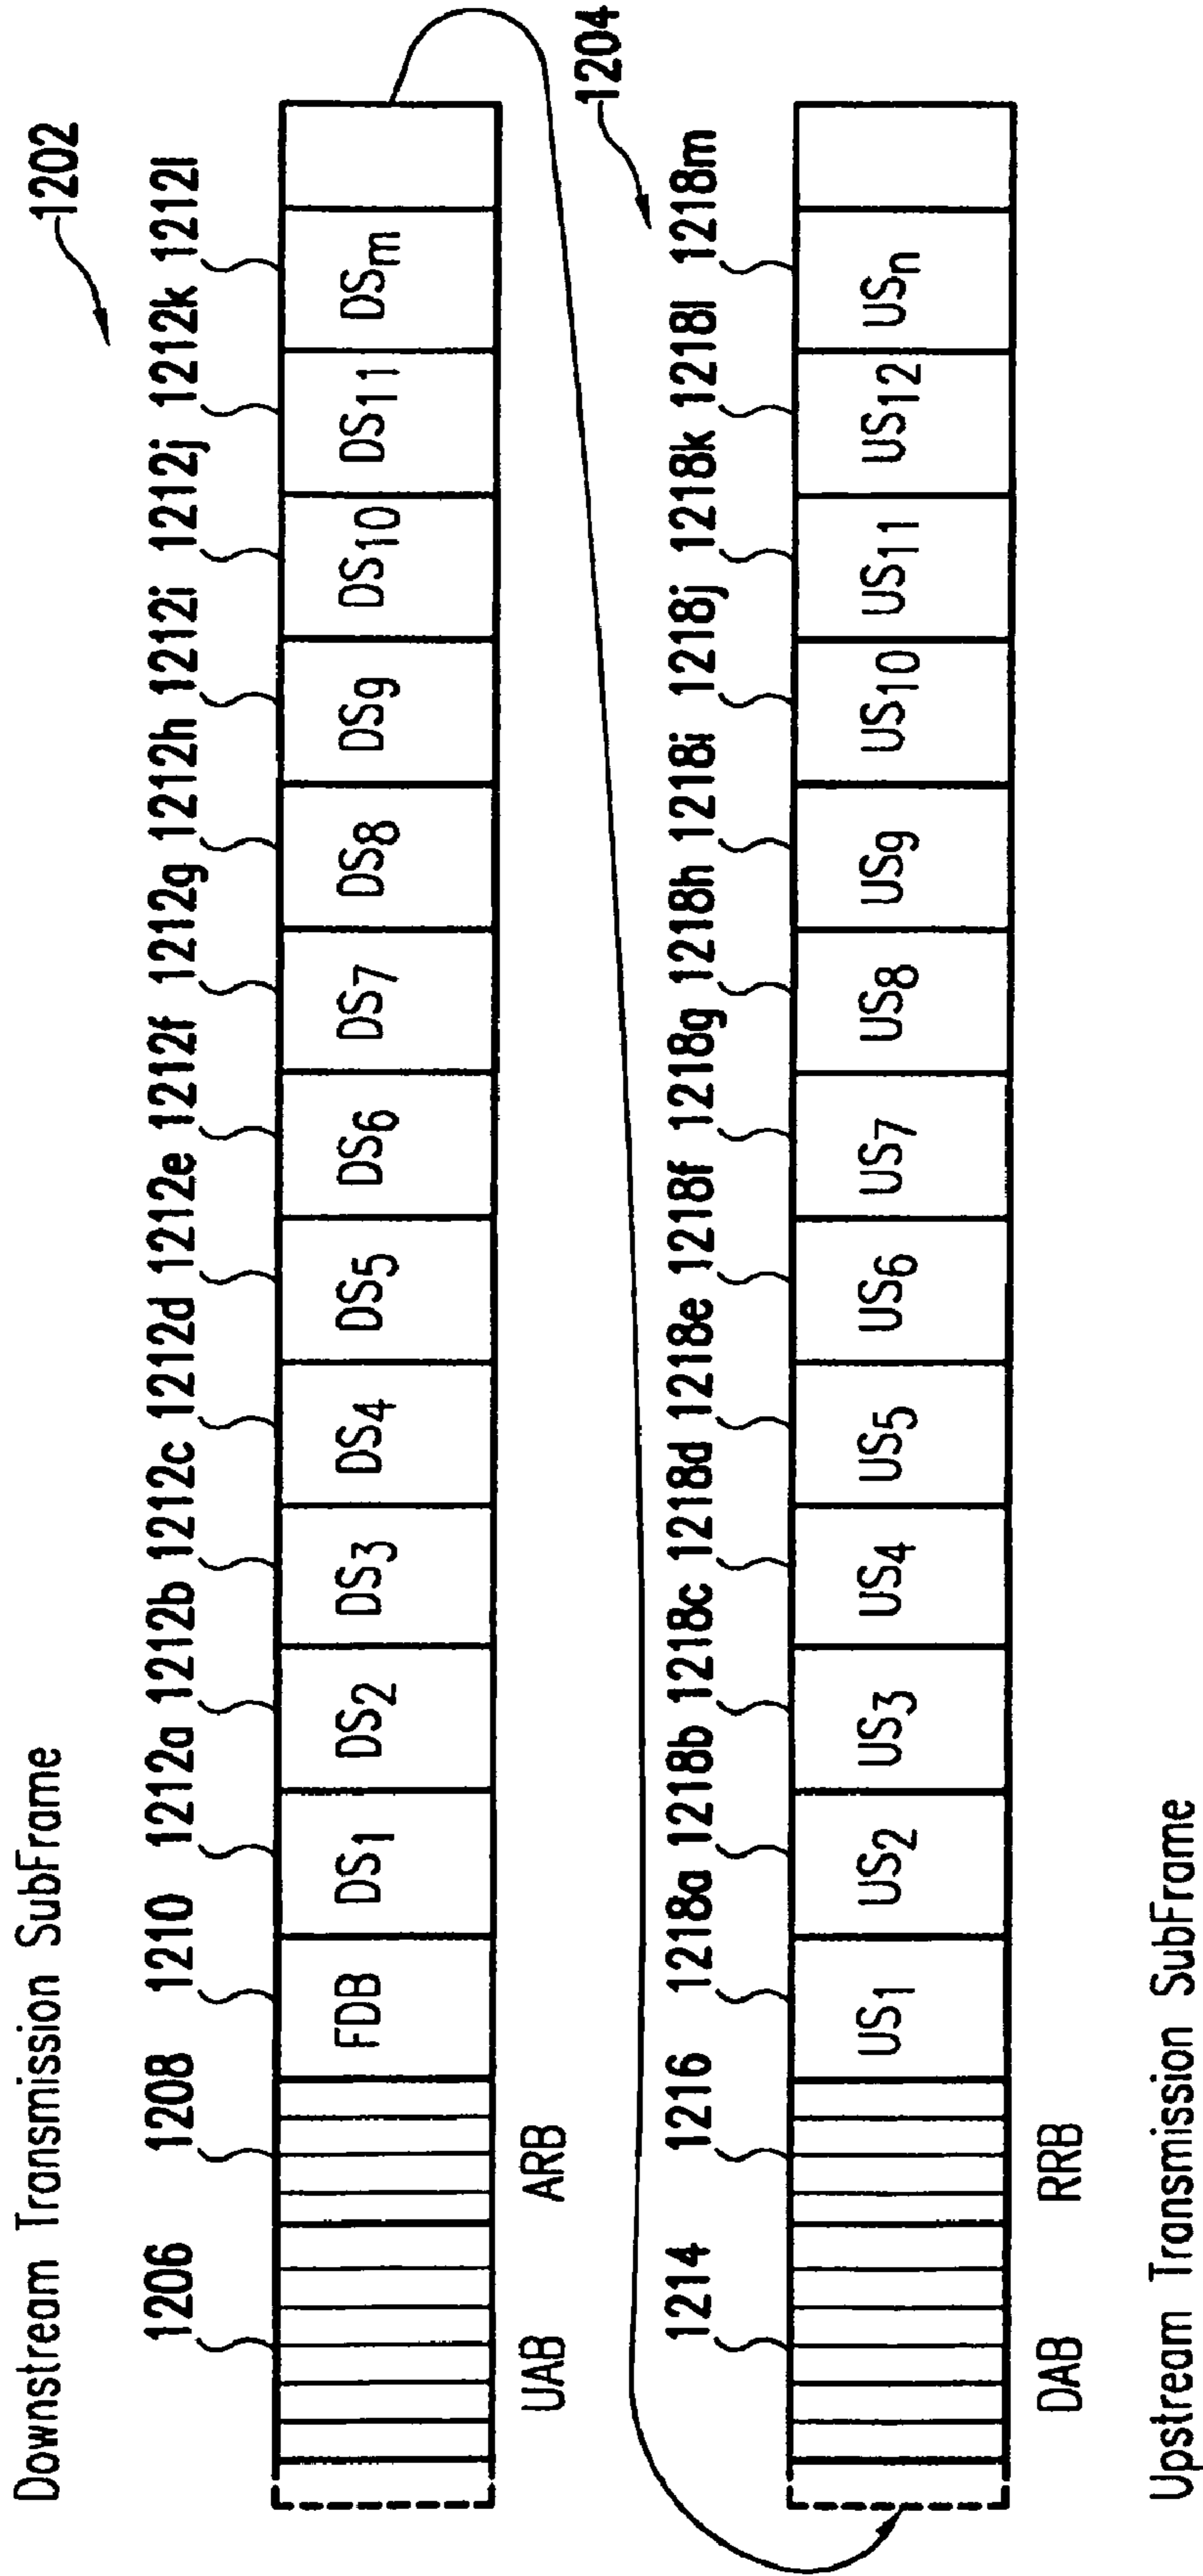 Downstream Transmission SubFrame
1202
1206 1208 1210 1212a 1212b 1212c 1212d 1212e 1212f 1212g 1212h 1212i 1212j 1212k 1212l
FDB DS1 DS2 DS3 DS4 DS5 DS6 DS7 DS8 DS9 DS10 DS11 DSm
UAB ARB
1204
1214 1216 1218a 1218b 1218c 1218d 1218e 1218f 1218g 1218h 1218i 1218j 1218k 1218l 1218m
US1 US2 US3 US4 US5 US6 US7 US8 US9 US10 US11 US12 USn
DAB RRB
Upstream Transmission SubFrame